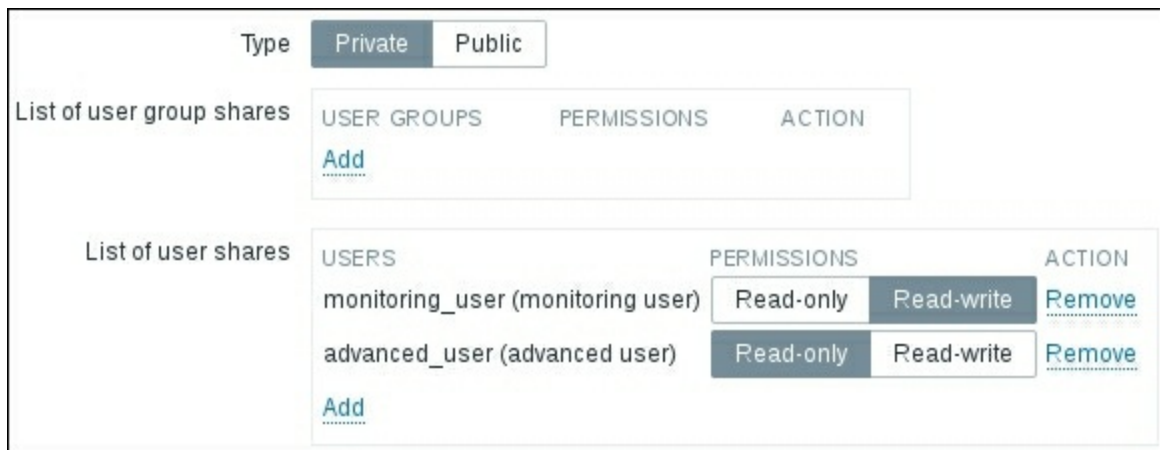 Type Private Public
List of user group shares USER GROUPS PERMISSIONS ACTION
Add
List of user shares USERS PERMISSIONS ACTION
monitoring_user (monitoring user) Read-only Read-write Remove
advanced_user (advanced user) Read-only Read-write Remove
Add